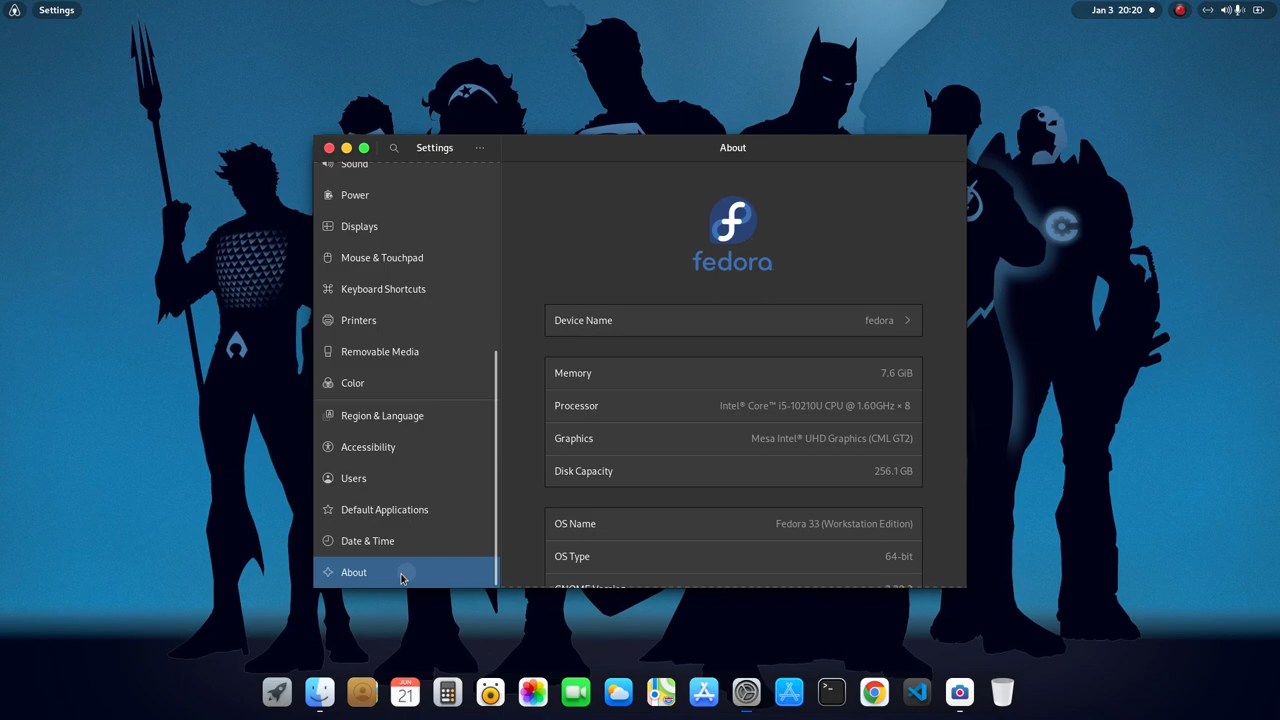 Settings
Jan 3 20:20
Settings
About
Sound
Power
Displays
Mouse & Touchpad
Keyboard Shortcuts
Printers
Removable Media
Color
Region & Language
Accessibility
Users
Default Applications
Date & Time
About
fedora
Device Name fedora
Memory 7.6 GiB
Processor Intel® Core™ i5-10210U CPU @ 1.60GHz × 8
Graphics Mesa Intel® UHD Graphics (CML GT2)
Disk Capacity 256.1 GB
OS Name Fedora 33 (Workstation Edition)
OS Type 64-bit
GNOME Version
JUN
21